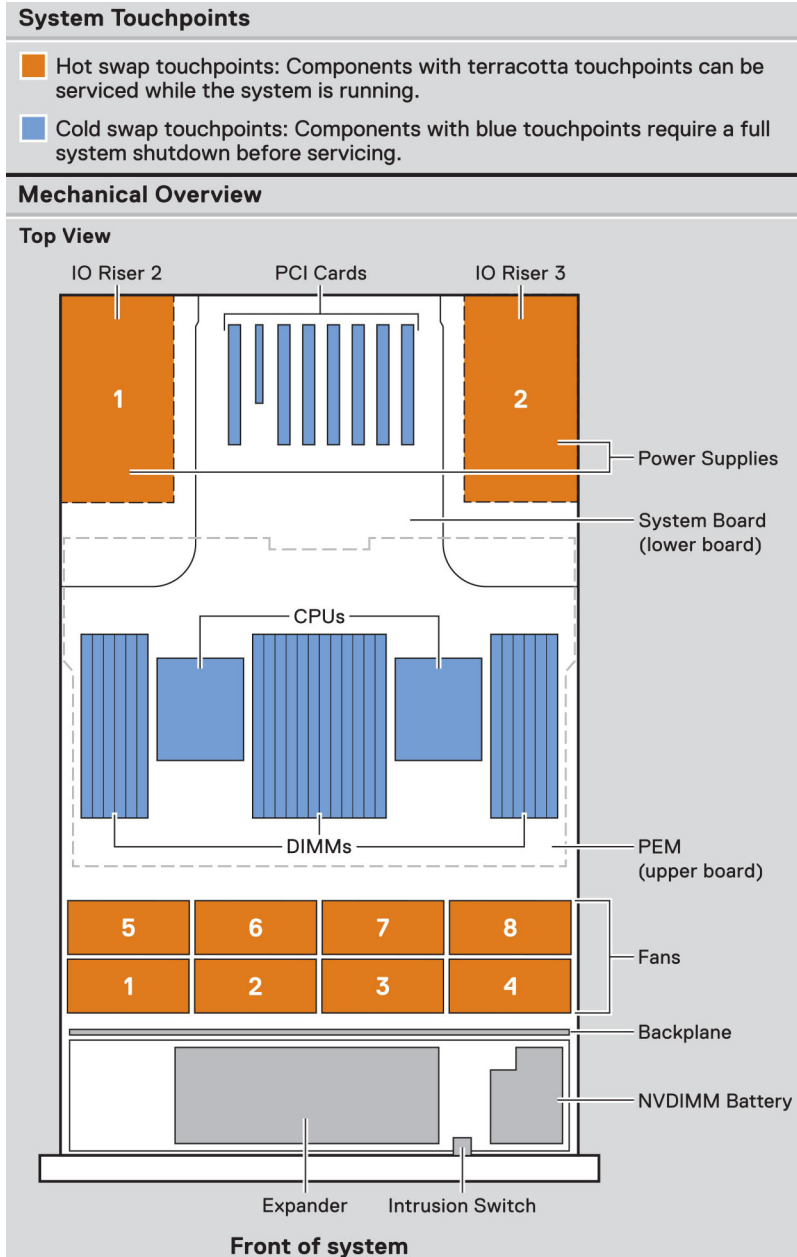 System Touchpoints
Hot swap touchpoints: Components with terracotta touchpoints can be
serviced while the system is running.
Cold swap touchpoints: Components with blue touchpoints require a full
system shutdown before servicing.
Mechanical Overview
Top View
IO Riser 2
PCI Cards
IO Riser 3
1
2
Power Supplies
System Board
(lower board)
CPUs
DIMMs
PEM
(upper board)
5
6
7
8
Fans
1
2
3
4
Backplane
NVDIMM Battery
Expander
Intrusion Switch
Front of system